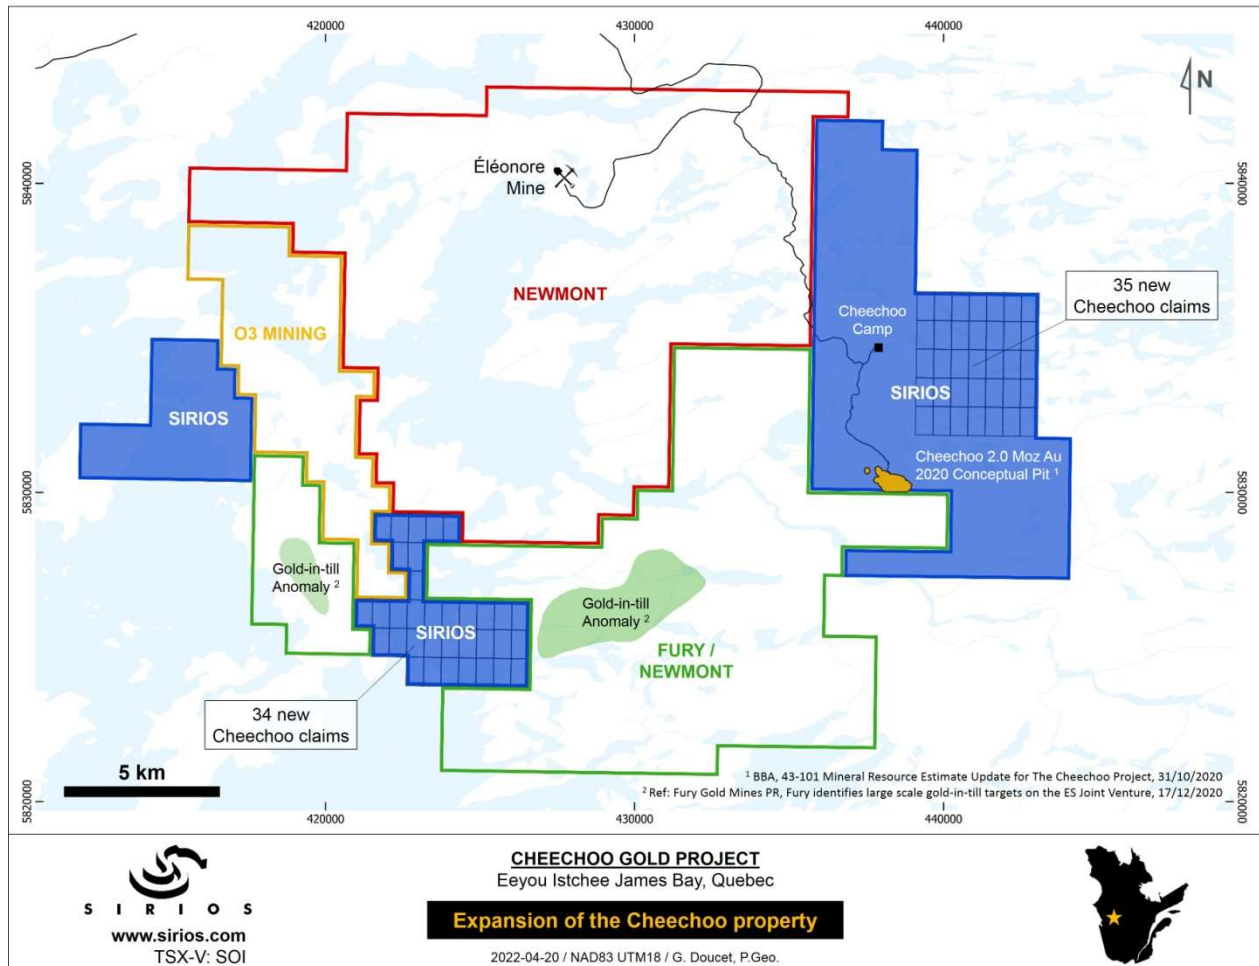 420000
430000
440000
N
Éléonore
Mine
5840000
5840000
NEWMONT
35 new
Cheechoo claims
Cheechoo
Camp
O3 MINING
SIRIOS
SIRIOS
Cheechoo 2.0 Moz Au
2020 Conceptual Pit ¹
5830000
5830000
Gold-in-till
Anomaly ²
Gold-in-till
Anomaly ²
SIRIOS
FURY /
NEWMONT
34 new
Cheechoo claims
5 km
¹ BBA, 43-101 Mineral Resource Estimate Update for The Cheechoo Project, 31/10/2020
² Ref: Fury Gold Mines PR, Fury identifies large scale gold-in-till targets on the ES Joint Venture, 17/12/2020
5820000
5820000
420000
430000
440000
SIRIOS
www.sirios.com
TSX-V: SOI
CHEECHOO GOLD PROJECT
Eeyou Istchee James Bay, Quebec
Expansion of the Cheechoo property
2022-04-20 / NAD83 UTM18 / G. Doucet, P.Geo.